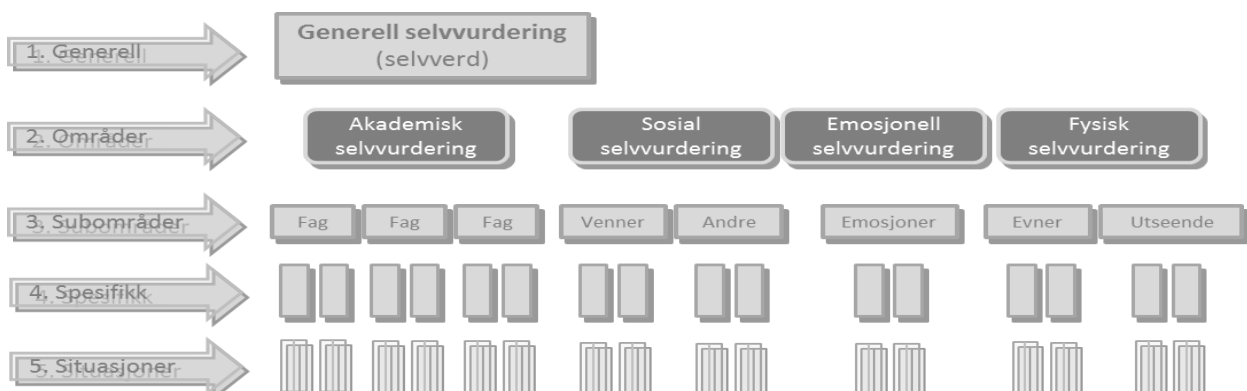 1. Generell
Generell selvvurdering
(selvverd)
2. Områder
Akademisk
selvvurdering
Sosial
selvvurdering
Emosjonell
selvvurdering
Fysisk
selvvurdering
3. Subområder
Fag
Fag
Fag
Venner
Andre
Emosjoner
Evner
Utseende
4. Spesifikk
5. Situasjoner